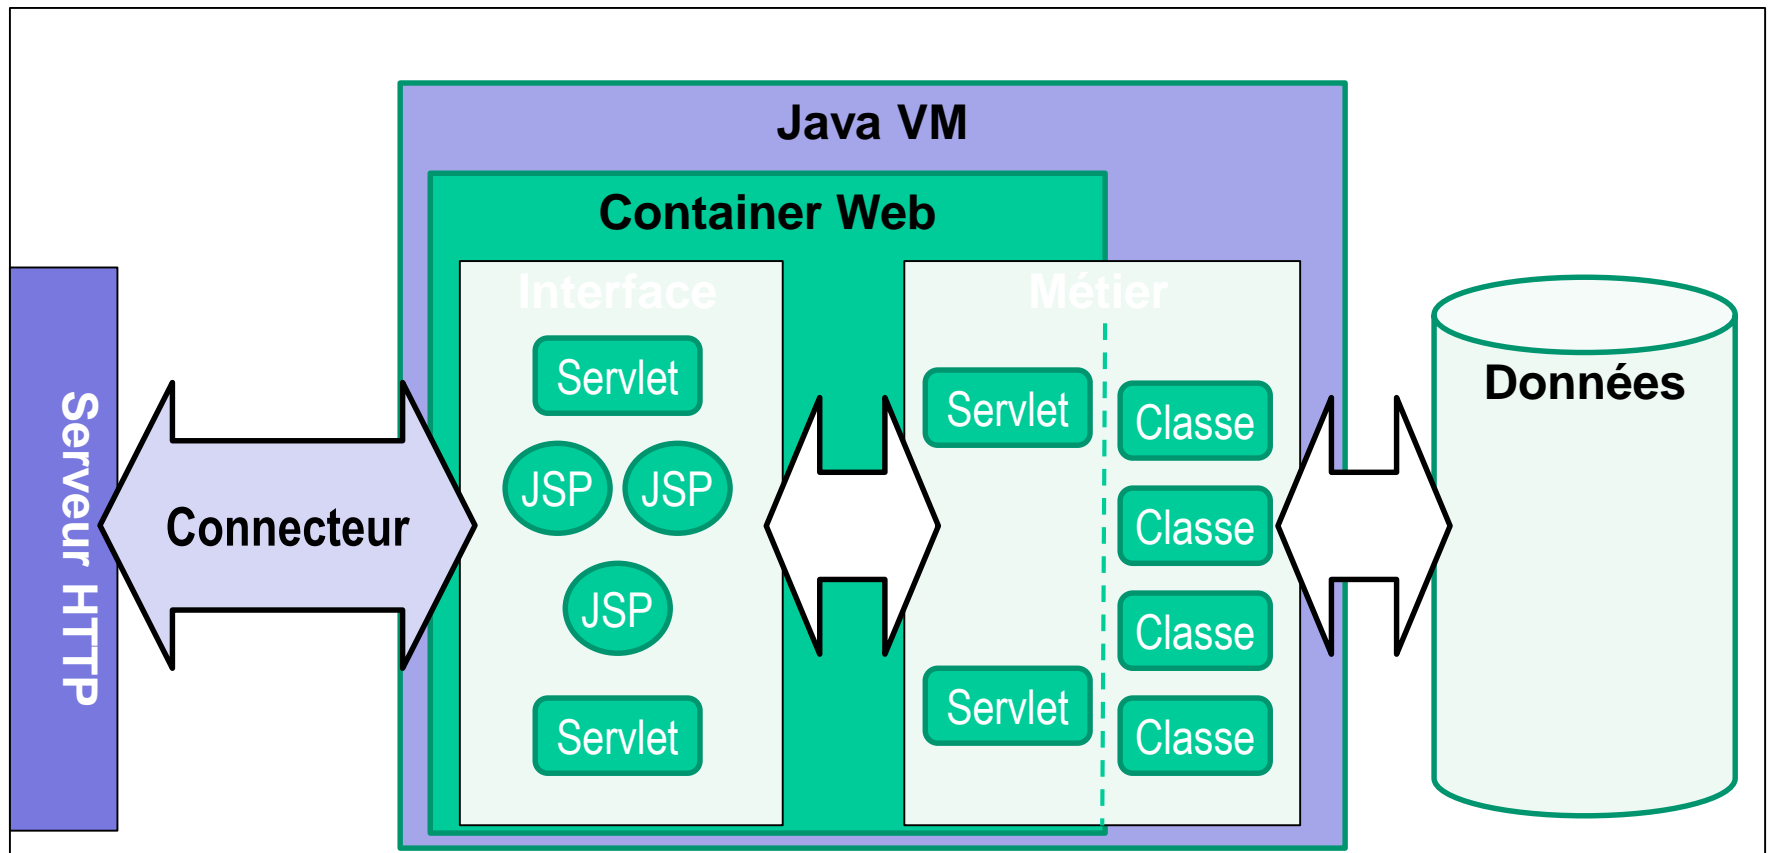 Java VM
Container Web
Interface
Métier
Serveur HTTP
Connecteur
Servlet
JSP
JSP
JSP
Servlet
Servlet
Servlet
Classe
Classe
Classe
Classe
Données